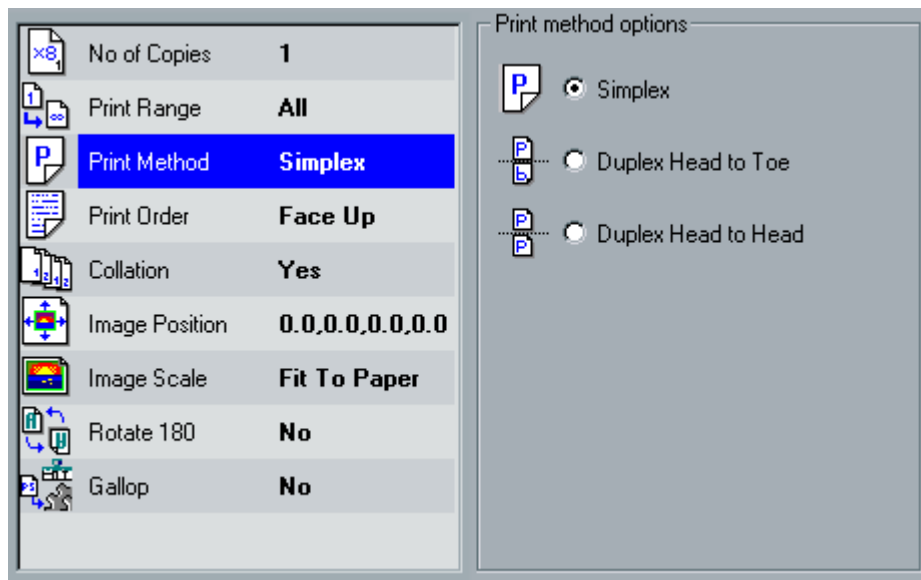 No of Copies 1
Print Range All
Print Method Simplex
Print Order Face Up
Collation Yes
Image Position 0.0,0.0,0.0,0.0
Image Scale Fit To Paper
Rotate 180 No
Gallop No
Print method options
Simplex
Duplex Head to Toe
Duplex Head to Head